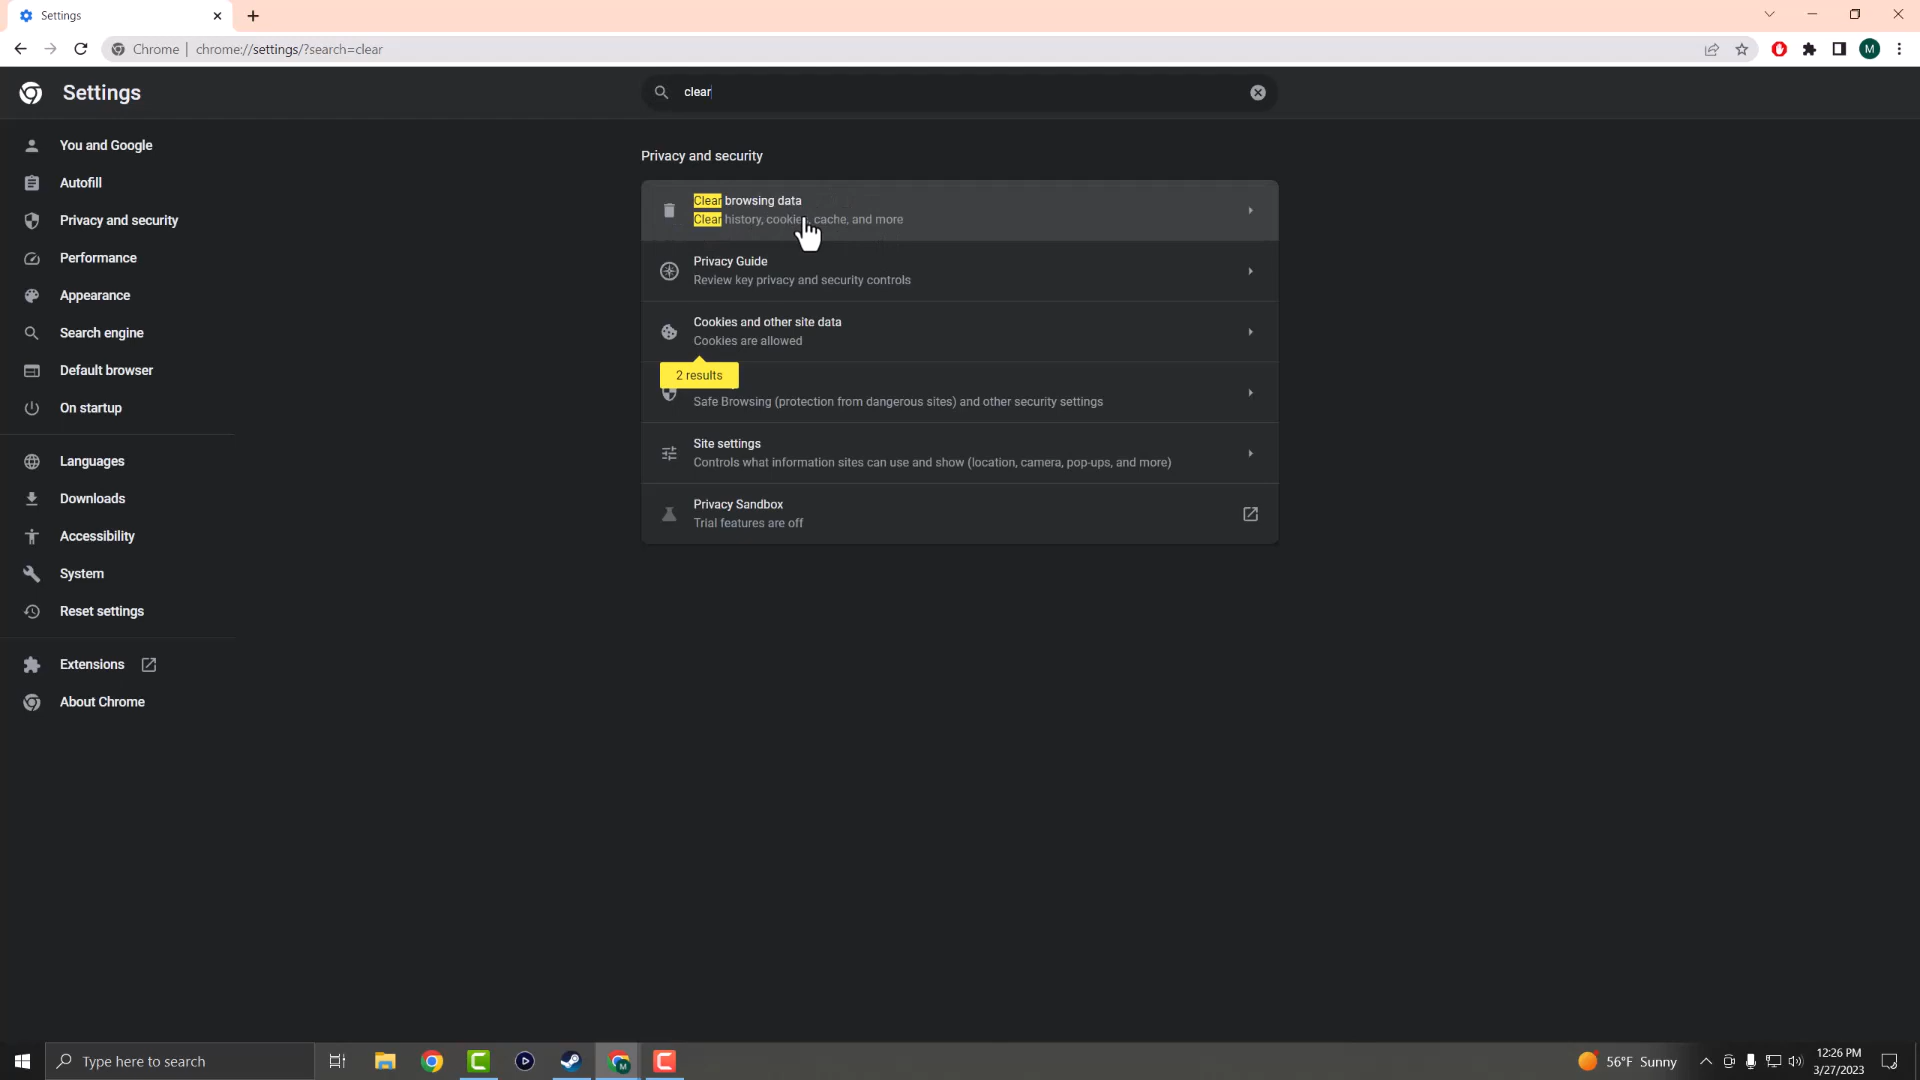 Settings
Chrome | chrome://settings/?search=clear
M
Settings
clear
You and Google
Autofill
Privacy and security
Performance
Appearance
Search engine
Default browser
On startup
Languages
Downloads
Accessibility
System
Reset settings
Extensions
About Chrome
Privacy and security
Clear browsing data
Clear history, cookies, cache, and more
Privacy Guide
Review key privacy and security controls
Cookies and other site data
Cookies are allowed
2 results
Safe Browsing (protection from dangerous sites) and other security settings
Site settings
Controls what information sites can use and show (location, camera, pop-ups, and more)
Privacy Sandbox
Trial features are off
Type here to search
M
56°F Sunny
12:26 PM
3/27/2023